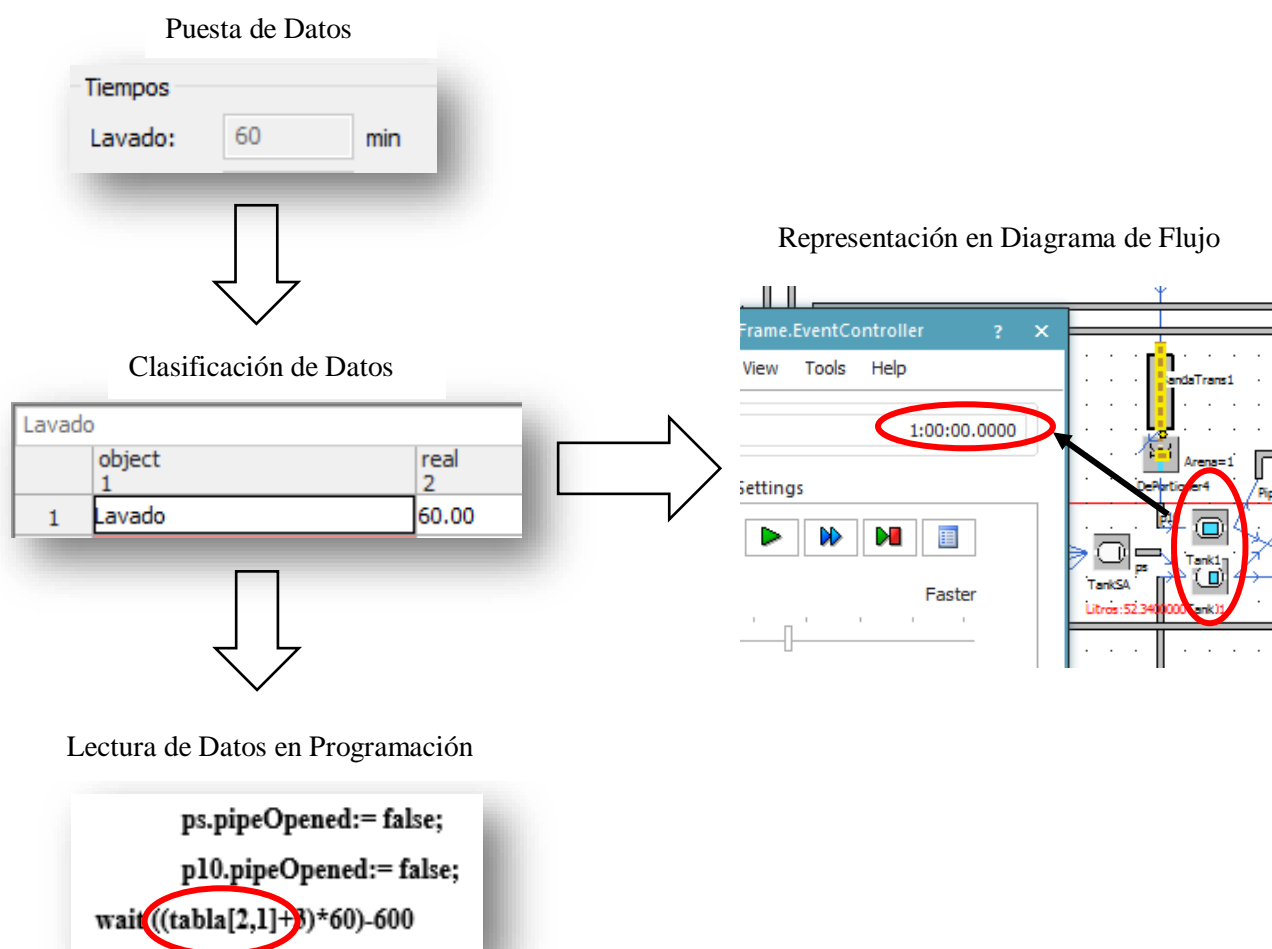 Puesta de Datos
Tiempos
Lavado: 60 min
Clasificación de Datos
Lavado
object real
1 2
1 Lavado 60.00
Lectura de Datos en Programación
ps.pipeOpened:= false;
p10.pipeOpened:= false;
wait ((tabla[2,1]+3)*60)-600
Representación en Diagrama de Flujo
Frame.EventController ? ×
View Tools Help
1:00:00.0000
Settings
Faster
andaTrans1
Arena=1
DePortioner4
Tank1
ps
TankSA
Litros:52.3400000